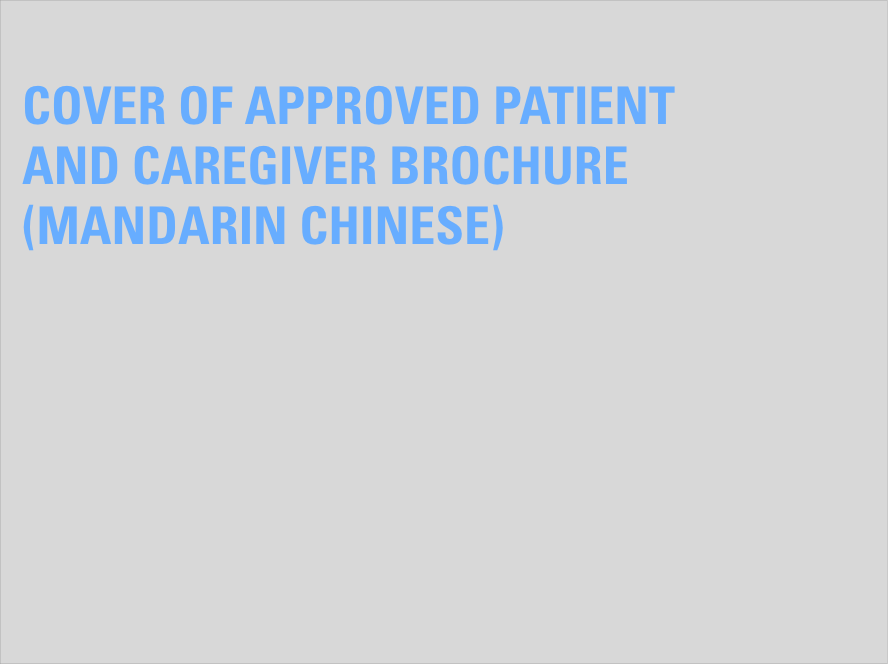 COVER OF APPROVED PATIENT
AND CAREGIVER BROCHURE
(MANDARIN CHINESE)